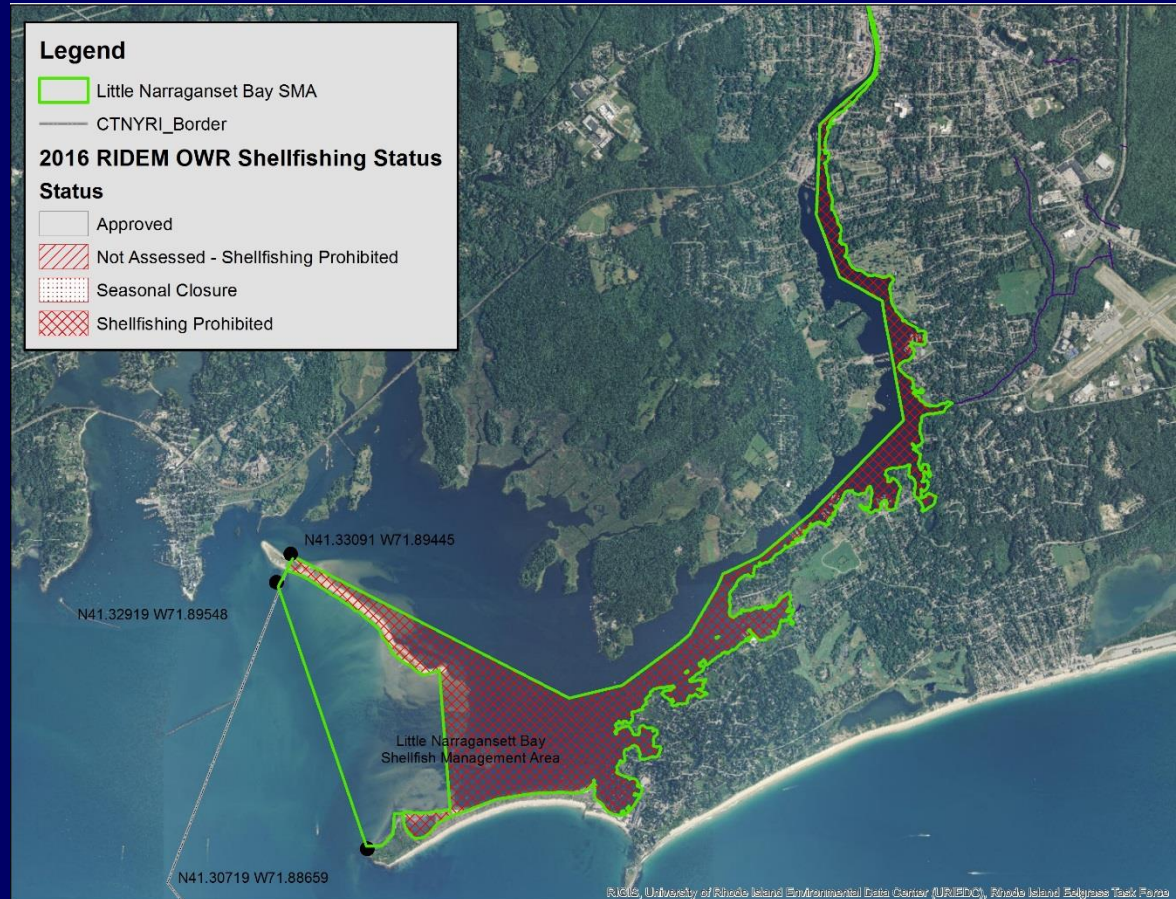 Legend
Little Narraganset Bay SMA
CTNYRI_Border
2016 RIDEM OWR Shellfishing Status
Status
Approved
Not Assessed - Shellfishing Prohibited
Seasonal Closure
Shellfishing Prohibited
N41.33091 W71.89445
N41.32919 W71.89548
Little Narragansett Bay
Shellfish Management Area
N41.30719 W71.88659
RIGIS, University of Rhode Island Environmental Data Center (URIEDC), Rhode Island Eelgrass Task Force